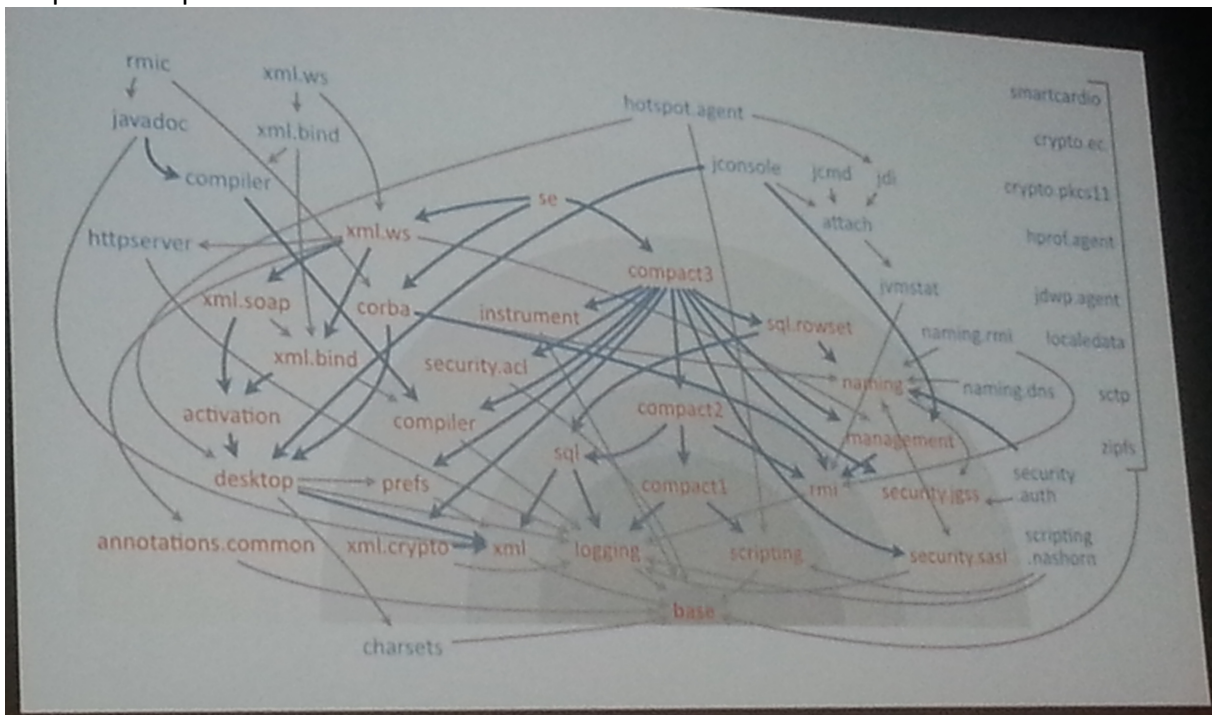 rmic
xml.ws
smartcardio
hotspot.agent
javadoc
xml.bind
crypto.ec
compiler
jconsole
jcmd
jdi
crypto.pkcs11
se
attach
httpserver
xml.ws
hprof.agent
compact3
xml.soap
corba
instrument
jvmstat
jdwp.agent
sql.rowset
naming.rmi
localedata
xml.bind
security.acl
naming
naming.dns
sctp
activation
compiler
compact2
management
zipfs
desktop
prefs
sql
compact1
rmi
security.jgss
security
auth
annotations.common
xml.crypto
xml
logging
scripting
security.sasl
scripting
.nashorn
base
charsets